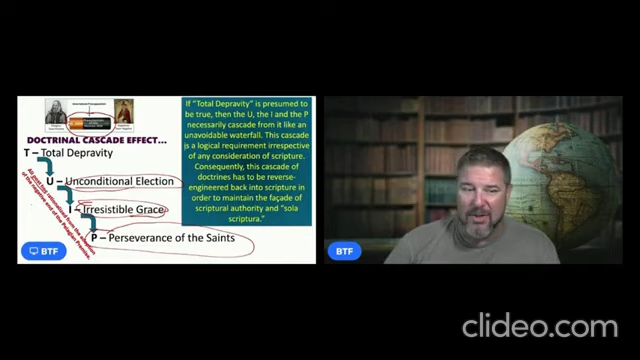 DOCTRINAL CASCADE EFFECT...
T – Total Depravity
U – Unconditional Election
I – Irresistible Grace
P – Perseverance of the Saints
If "Total Depravity" is presumed to
be true, then the U, the I and the P
necessarily cascade from it like an
unavoidable waterfall. This cascade
is a logical requirement irrespective
of any consideration of scripture.
Consequently, this cascade of
doctrines has to be reverse-
engineered back into scripture in
order to maintain the façade of
scriptural authority and "sola
scriptura."
BTF
BTF
clideo.com